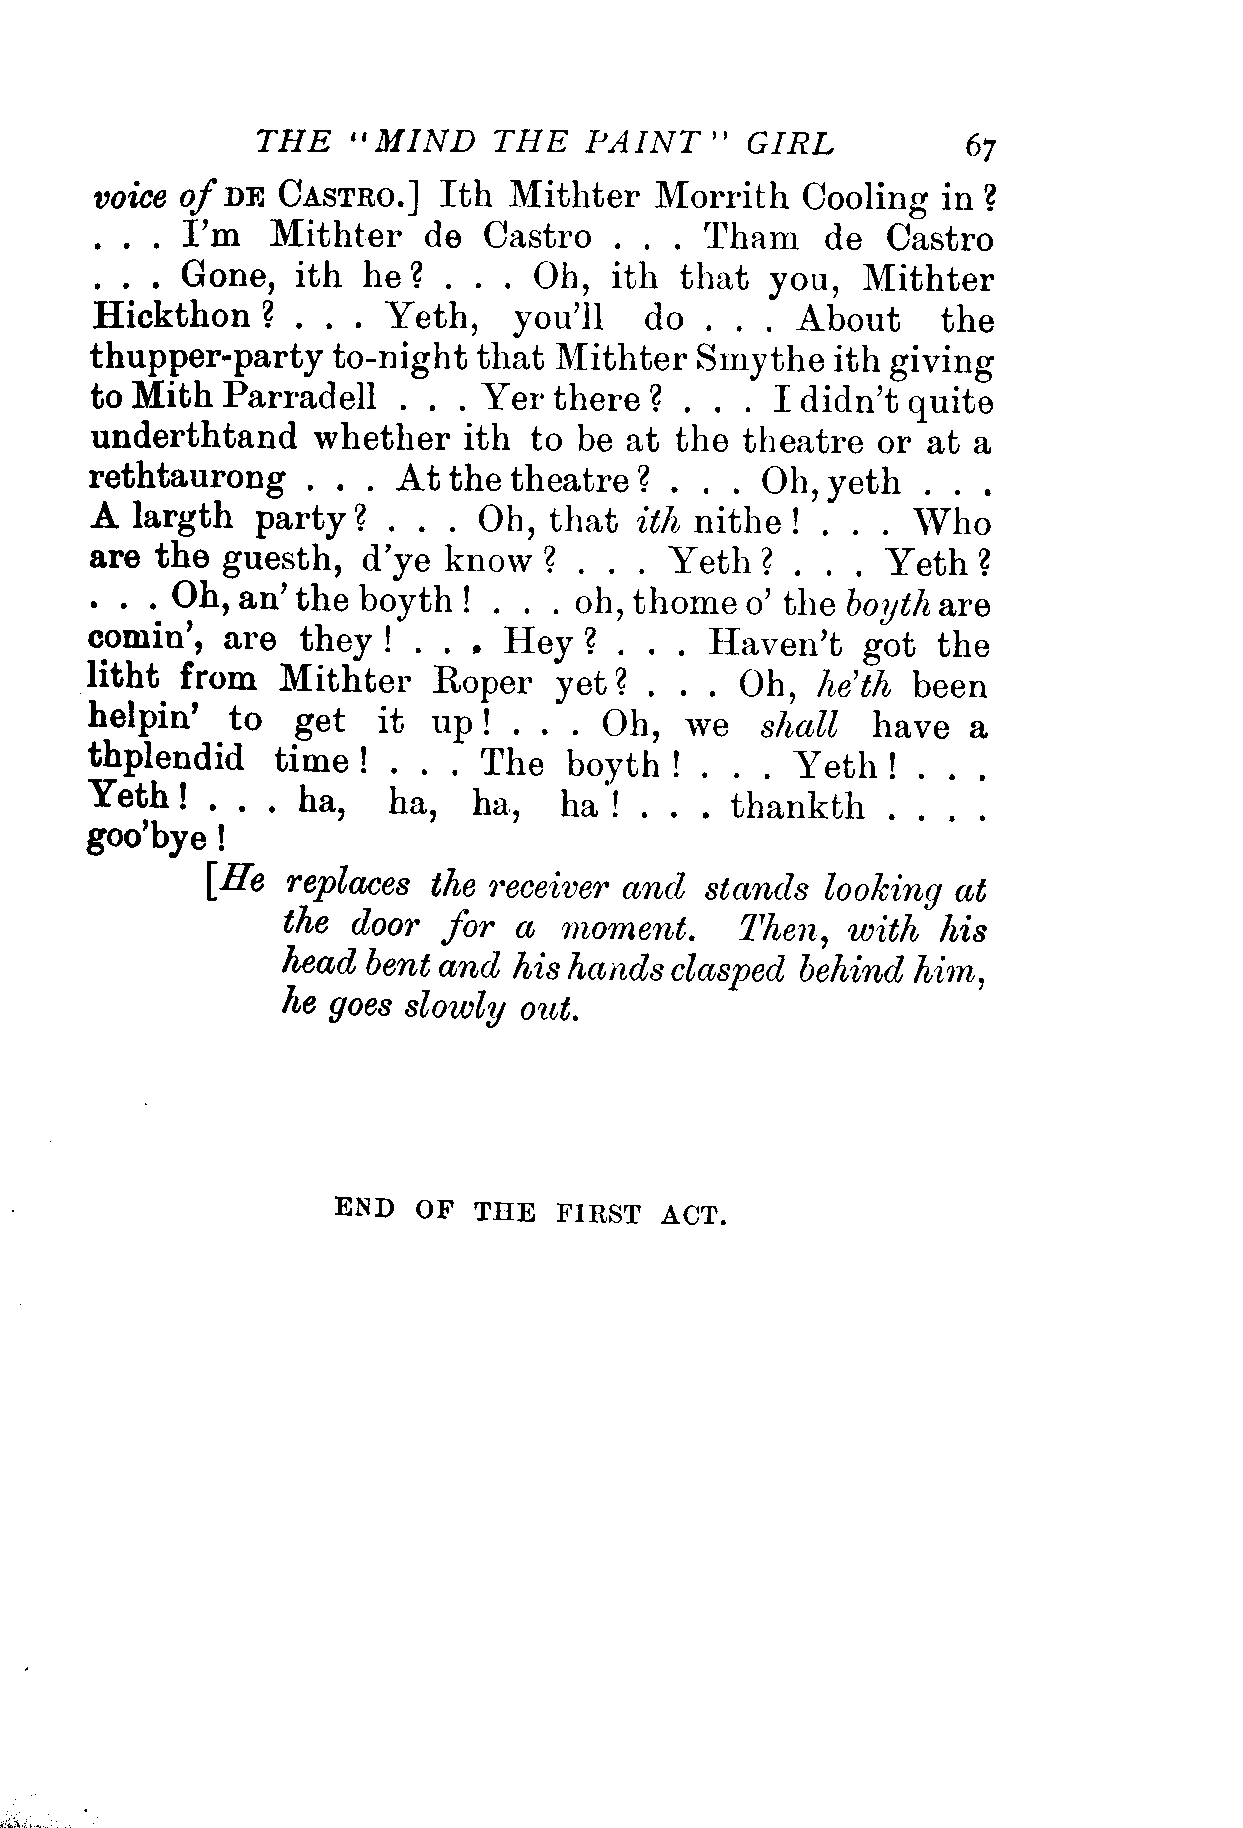 THE "MIND THE PAINT" GIRL 67
voice of DE CASTRO.] Ith Mithter Morrith Cooling in?
. . . I'm Mithter de Castro . . . Tham de Castro
. . . Gone, ith he? . . . Oh, ith that you, Mithter
Hickthon? . . . Yeth, you'll do . . . About the
thupper-party to-night that Mithter Smythe ith giving
to Mith Parradell . . . Yer there? . . . I didn't quite
underthtand whether ith to be at the theatre or at a
rethtaurong . . . At the theatre? . . . Oh, yeth . . .
A largth party? . . . Oh, that ith nithe! . . . Who
are the guesth, d'ye know? . . . Yeth? . . . Yeth?
. . . Oh, an' the boyth! . . . oh, thome o' the boyth are
comin', are they! . . . Hey? . . . Haven't got the
litht from Mithter Roper yet? . . . Oh, he'th been
helpin' to get it up! . . . Oh, we shall have a
thplendid time! . . . The boyth! . . . Yeth! . . .
Yeth! . . . ha, ha, ha, ha! . . . thankth . . . .
goo'bye!
[He replaces the receiver and stands looking at
the door for a moment. Then, with his
head bent and his hands clasped behind him,
he goes slowly out.
END OF THE FIRST ACT.